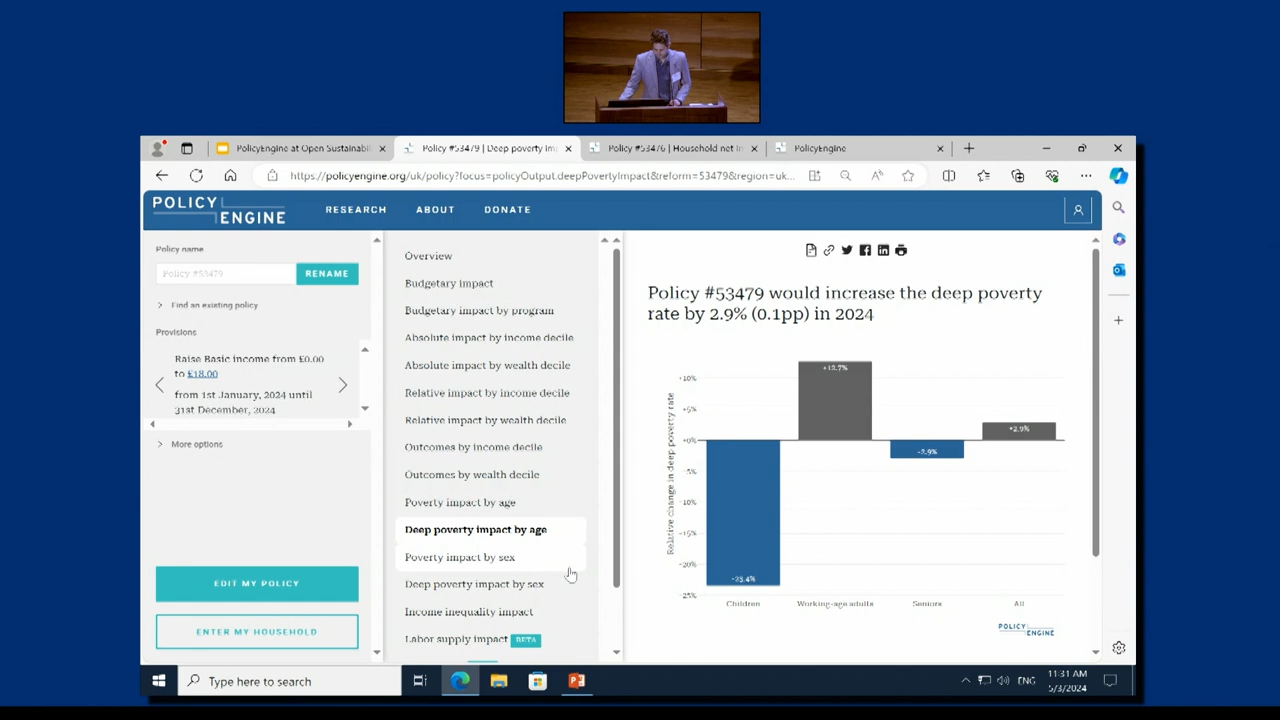 PolicyEngine at Open Sustainabil
Policy #53479 | Deep poverty im
Policy #53476 | Household net in
PolicyEngine
https://policyengine.org/uk/policy?focus=policyOutput.deepPovertyImpact&reform=53479&region=uk...
POLICY ENGINE
RESEARCH
ABOUT
DONATE
Policy name
Policy #53479
RENAME
Find an existing policy
Provisions
Raise Basic income from £0.00
to £18.00
from 1st January, 2024 until
31st December, 2024
More options
EDIT MY POLICY
ENTER MY HOUSEHOLD
Overview
Budgetary impact
Budgetary impact by program
Absolute impact by income decile
Absolute impact by wealth decile
Relative impact by income decile
Relative impact by wealth decile
Outcomes by income decile
Outcomes by wealth decile
Poverty impact by age
Deep poverty impact by age
Poverty impact by sex
Deep poverty impact by sex
Income inequality impact
Labor supply impact BETA
Policy #53479 would increase the deep poverty
rate by 2.9% (0.1pp) in 2024
Relative change in deep poverty rate
+10%
+5%
+0%
-5%
-10%
-15%
-20%
-25%
+12.7%
+2.9%
-2.9%
Children
Working-age adults
Seniors
All
POLICY ENGINE
Type here to search
ENG
11:31 AM
5/3/2024